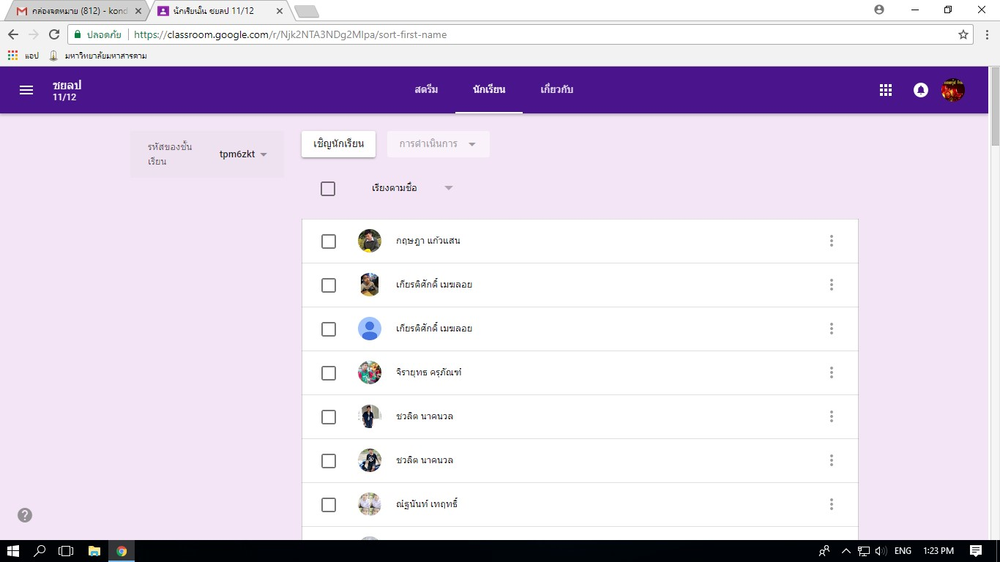 กล่องจดหมาย (812) - kond
นักเรียนใน ชยลป 11/12
ปลอดภัย
https://classroom.google.com/r/Njk2NTA3NDg2Mlpa/sort-first-name
แอป
มหาวิทยาลัยมหาสารคาม
ชยลป
11/12
สตรีม
นักเรียน
เกี่ยวกับ
รหัสของชั้น
เรียน
tpm6zkt
เชิญนักเรียน
การดำเนินการ
เรียงตามชื่อ
กฤษฎา แก้วแสน
เกียรติศักดิ์ เมฆลอย
เกียรติศักดิ์ เมฆลอย
จิรายุทธ ครุภัณฑ์
ชวลิต นาคนวล
ชวลิต นาคนวล
ณัฐนันท์ เทฤทธิ์
ENG
1:23 PM